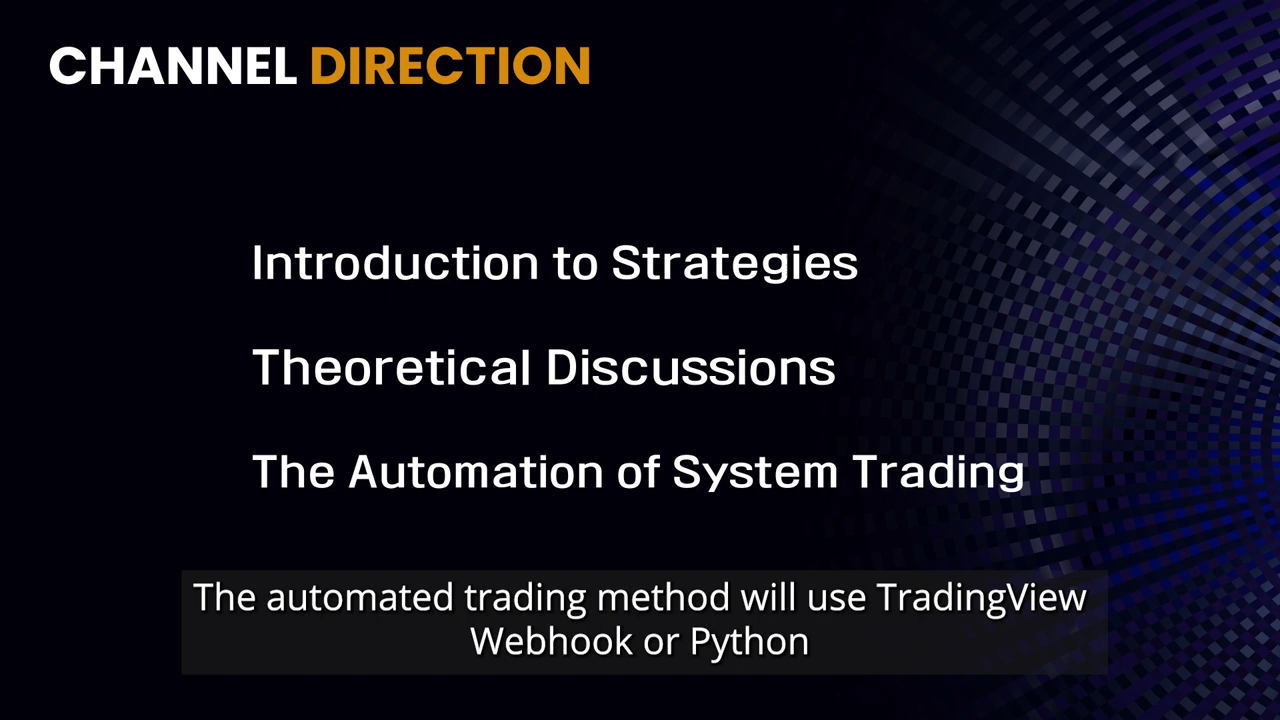 CHANNEL DIRECTION
Introduction to Strategies
Theoretical Discussions
The Automation of System Trading
The automated trading method will use TradingView
Webhook or Python